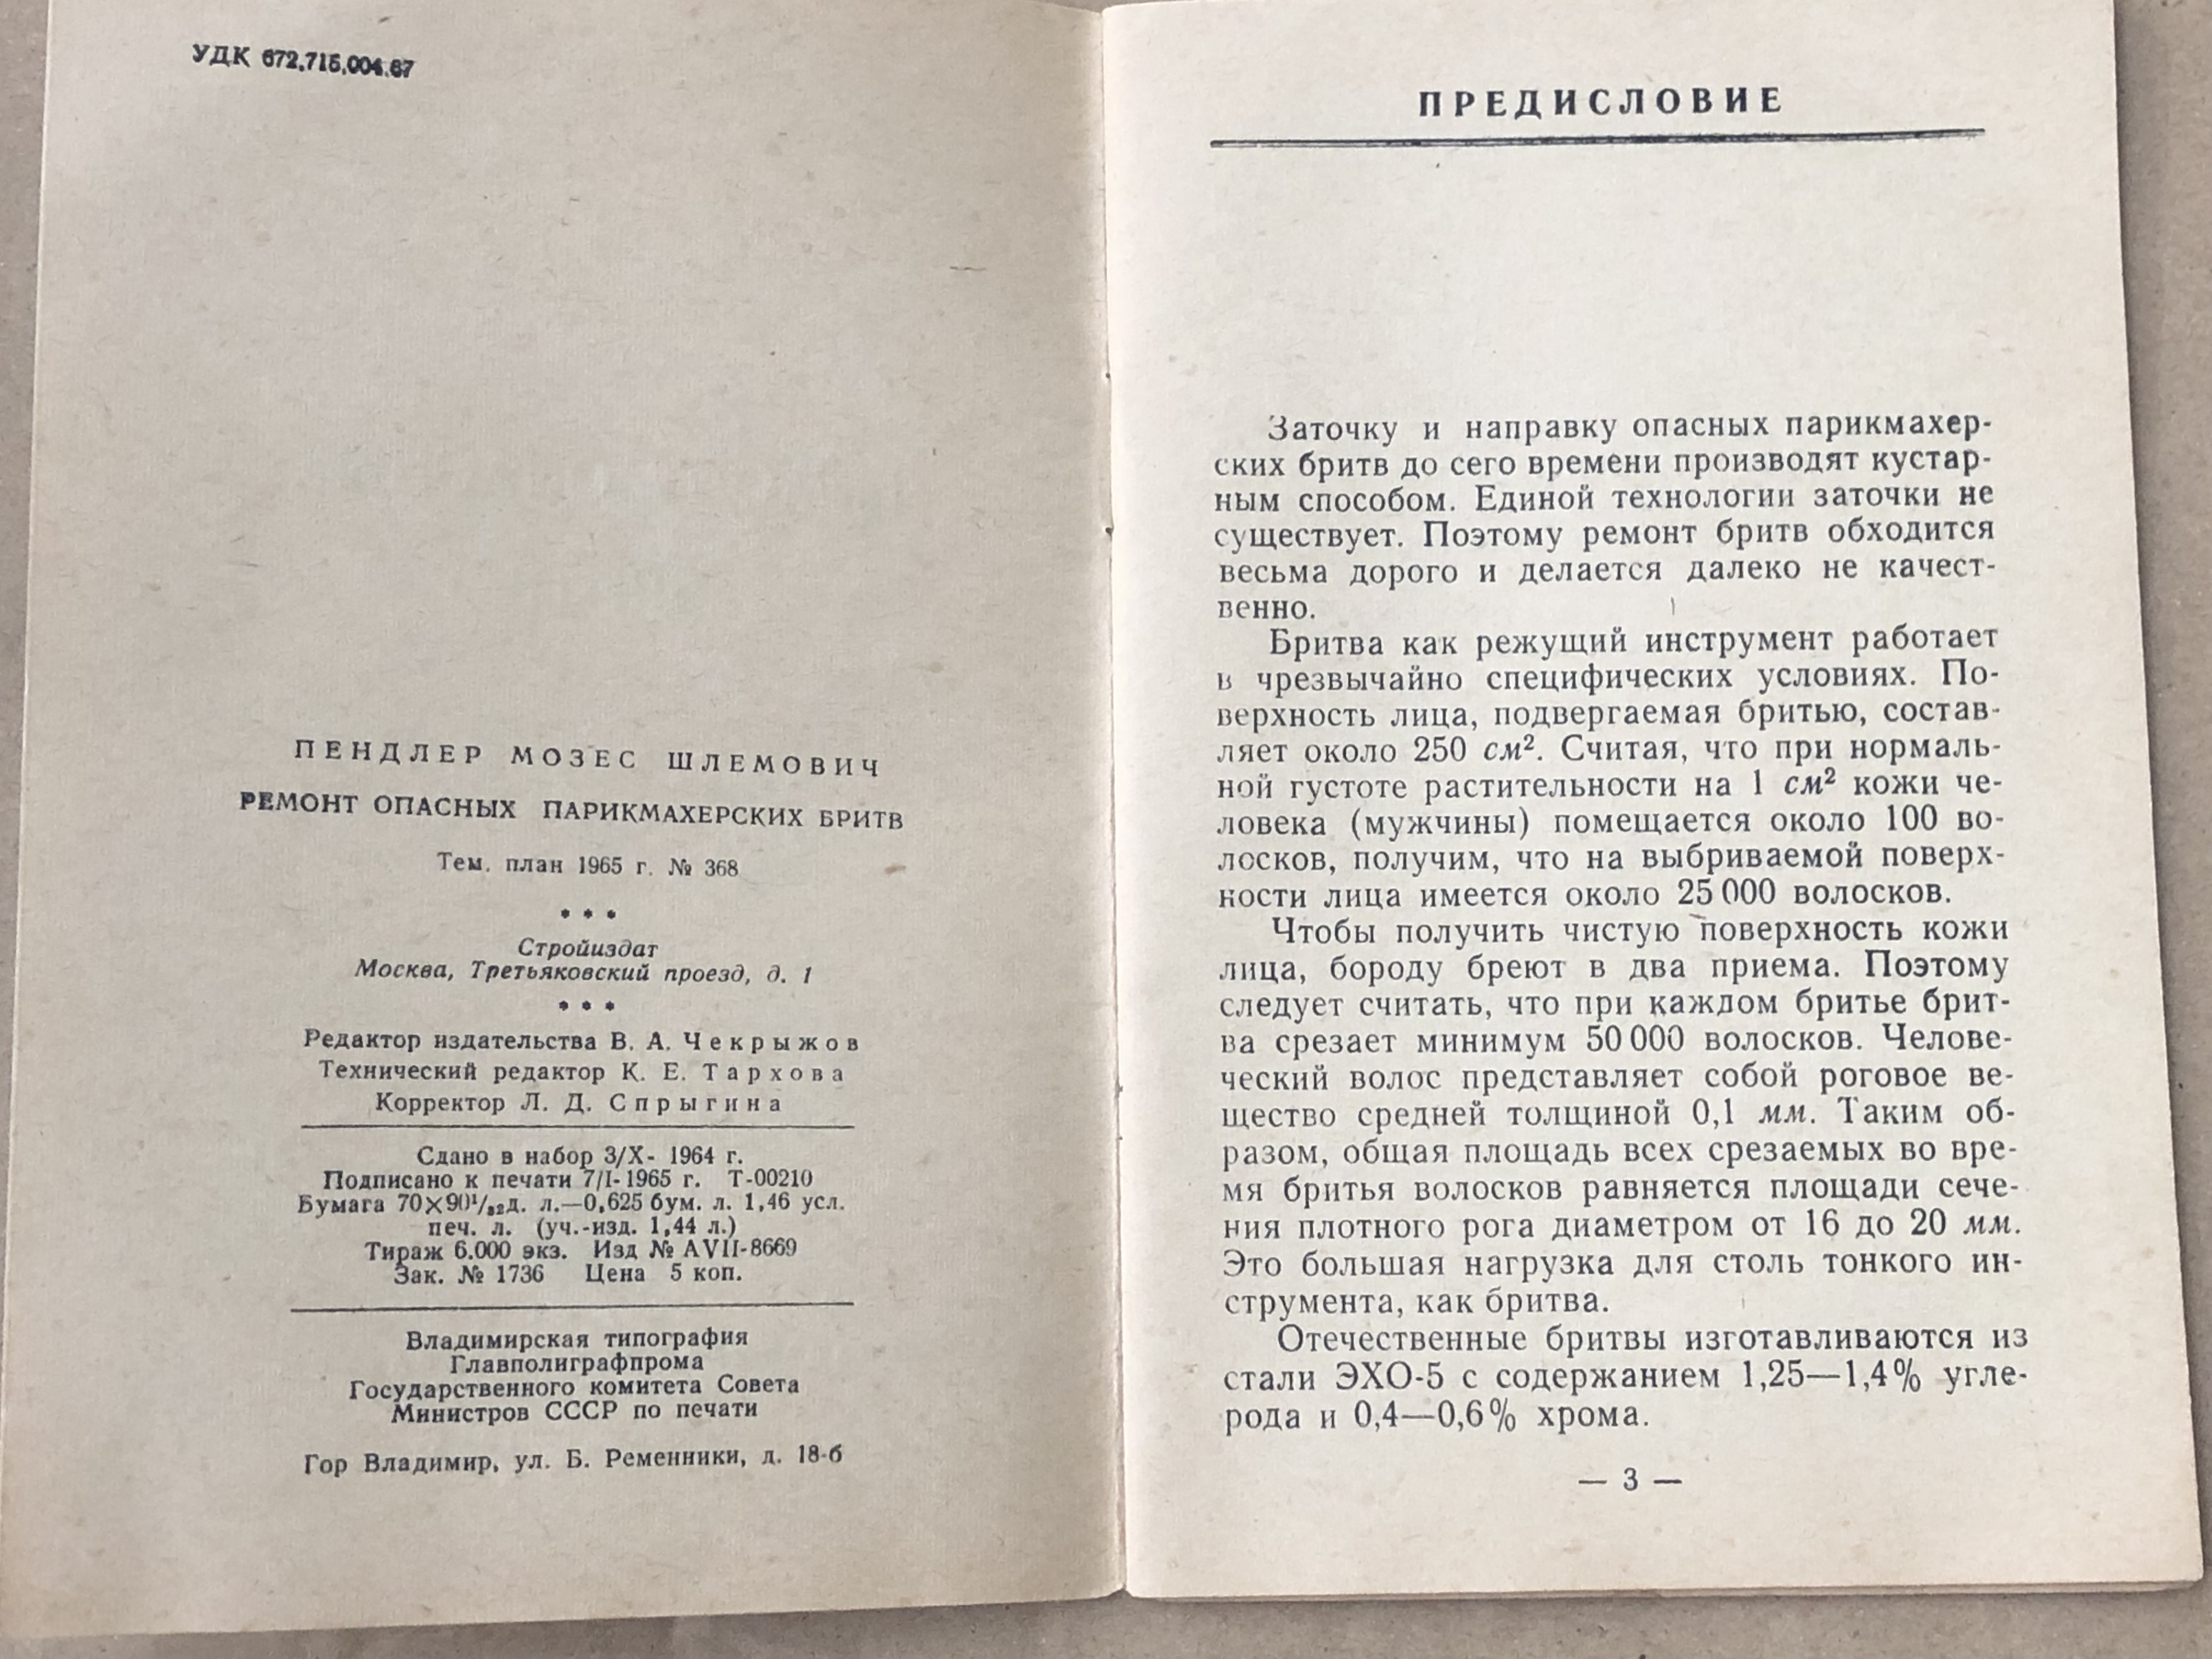 УДК 672.715.004.67
ПЕНДЛЕР МОЗЕС ШЛЕМОВИЧ
РЕМОНТ ОПАСНЫХ ПАРИКМАХЕРСКИХ БРИТВ
Тем. план 1965 г. № 368
* * *
Стройиздат
Москва, Третьяковский проезд, д. 1
* * *
Редактор издательства В. А. Чекрыжов
Технический редактор К. Е. Тархова
Корректор Л. Д. Спрыгина
Сдано в набор 3/X- 1964 г.
Подписано к печати 7/I-1965 г. Т-00210
Бумага 70×90¹/₃₂д. л.—0,625 бум. л. 1,46 усл.
печ. л. (уч.-изд. 1,44 л.)
Тираж 6.000 экз. Изд № AVII-8669
Зак. № 1736 Цена 5 коп.
Владимирская типография
Главполиграфпрома
Государственного комитета Совета
Министров СССР по печати
Гор Владимир, ул. Б. Ременники, д. 18-б
ПРЕДИСЛОВИЕ
Заточку и направку опасных парикмахер-
ских бритв до сего времени производят кустар-
ным способом. Единой технологии заточки не
существует. Поэтому ремонт бритв обходится
весьма дорого и делается далеко не качест-
венно.
Бритва как режущий инструмент работает
в чрезвычайно специфических условиях. По-
верхность лица, подвергаемая бритью, состав-
ляет около 250 см². Считая, что при нормаль-
ной густоте растительности на 1 см² кожи че-
ловека (мужчины) помещается около 100 во-
лосков, получим, что на выбриваемой поверх-
ности лица имеется около 25 000 волосков.
Чтобы получить чистую поверхность кожи
лица, бороду бреют в два приема. Поэтому
следует считать, что при каждом бритье брит-
ва срезает минимум 50 000 волосков. Челове-
ческий волос представляет собой роговое ве-
щество средней толщиной 0,1 мм. Таким об-
разом, общая площадь всех срезаемых во вре-
мя бритья волосков равняется площади сече-
ния плотного рога диаметром от 16 до 20 мм.
Это большая нагрузка для столь тонкого ин-
струмента, как бритва.
Отечественные бритвы изготавливаются из
стали ЭХО-5 с содержанием 1,25—1,4% угле-
рода и 0,4—0,6% хрома.
— 3 —